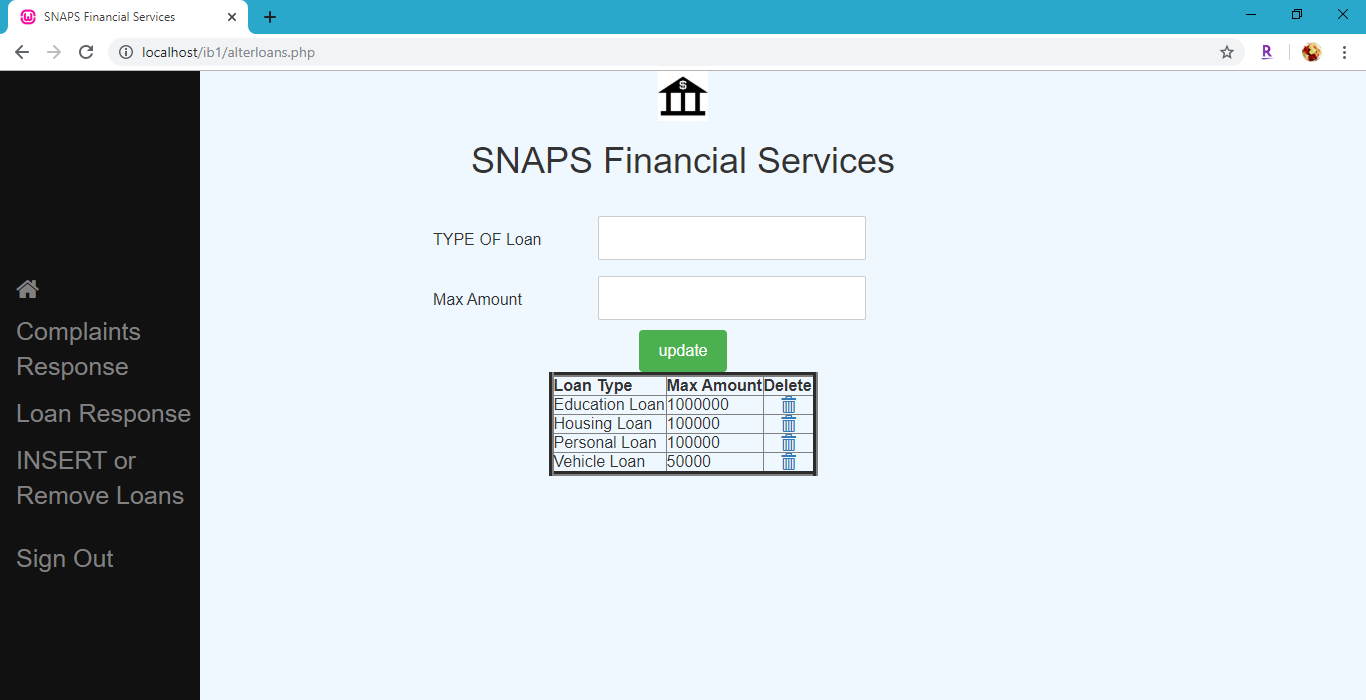 SNAPS Financial Services
localhost/ib1/alterloans.php
R
$
SNAPS Financial Services
TYPE OF Loan
Max Amount
update
Loan Type Max Amount Delete
Education Loan 1000000
Housing Loan 100000
Personal Loan 100000
Vehicle Loan 50000
Complaints
Response
Loan Response
INSERT or
Remove Loans
Sign Out